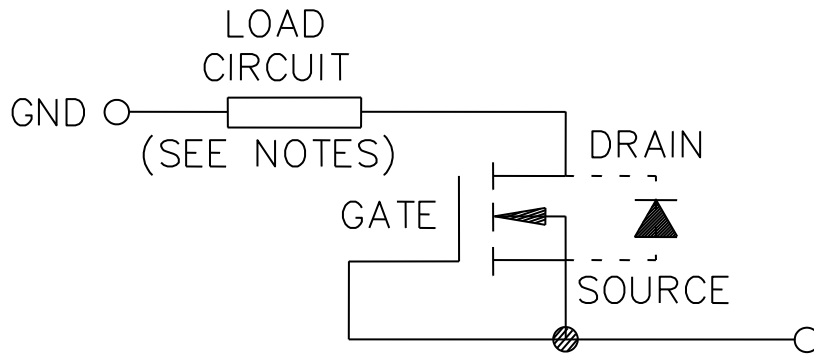 LOAD
CIRCUIT
GND
(SEE NOTES)
DRAIN
GATE
SOURCE